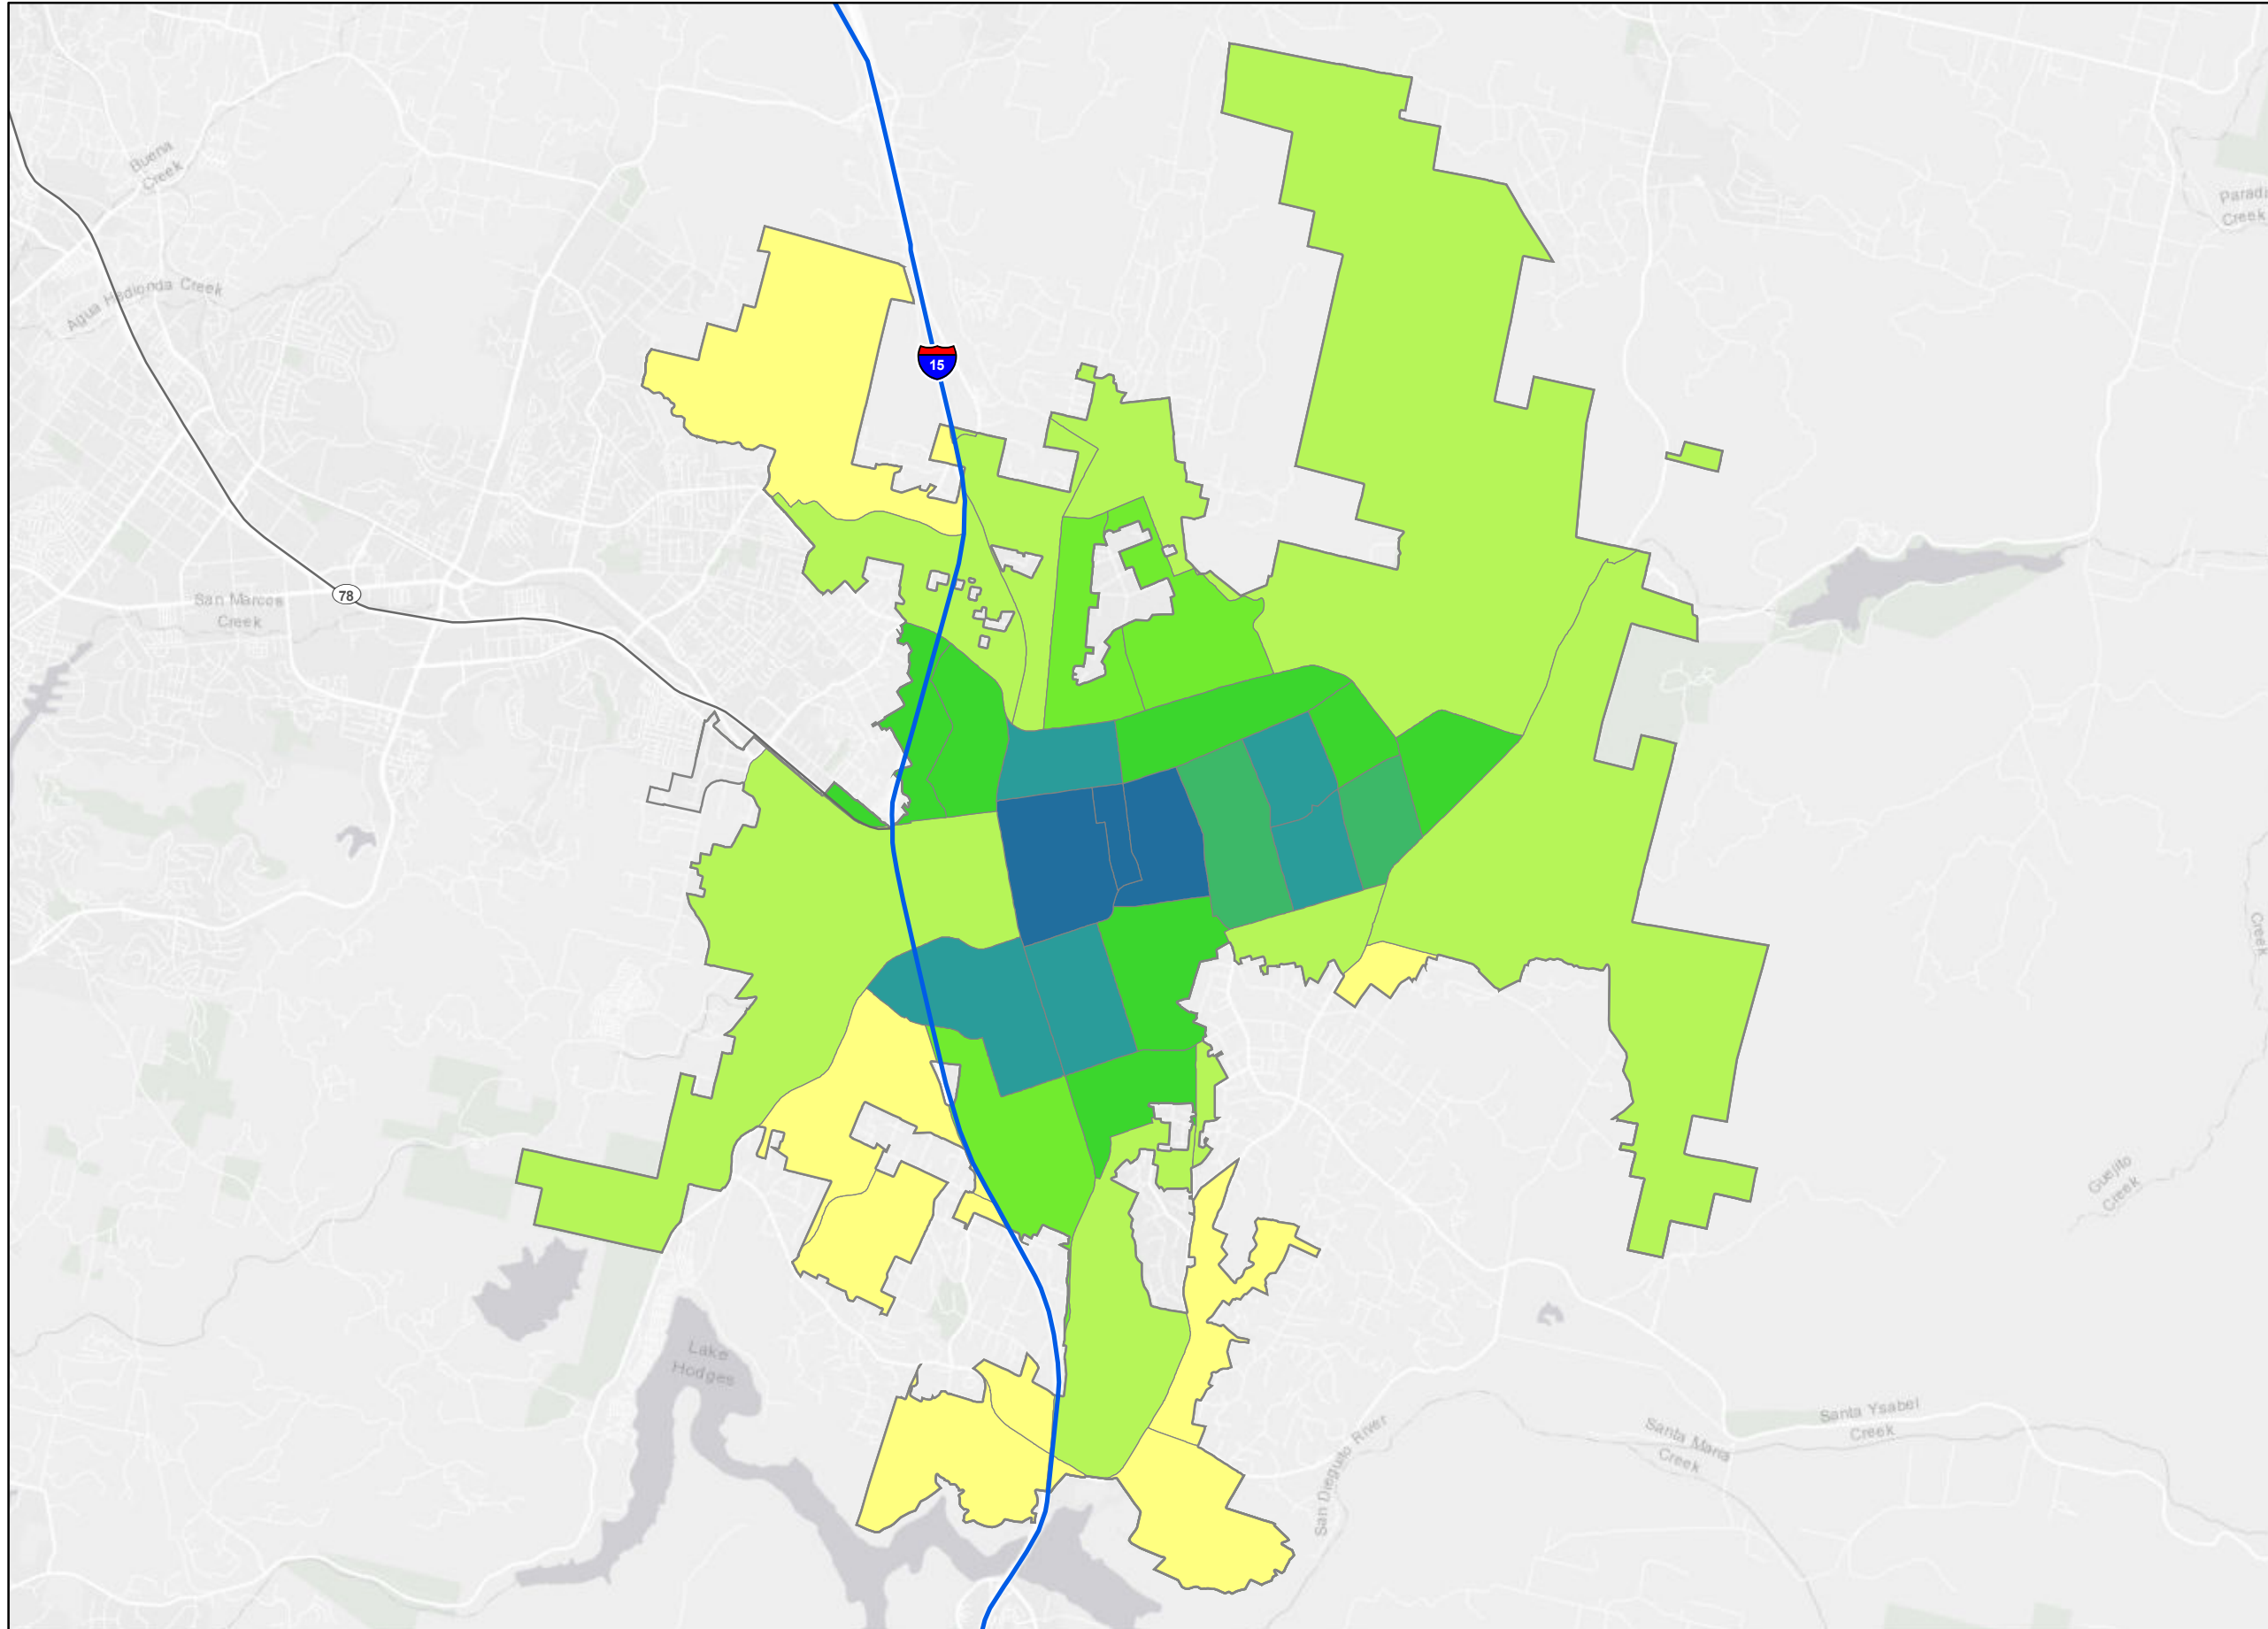 Buena
Creek
Paradi
Creek
Agua Hedionda Creek
15
San Marcos
Creek
78
Creek
Guejito
Creek
Lake
Hodges
San Dieguito River
Santa Maria
Creek
Santa Ysabel
Creek